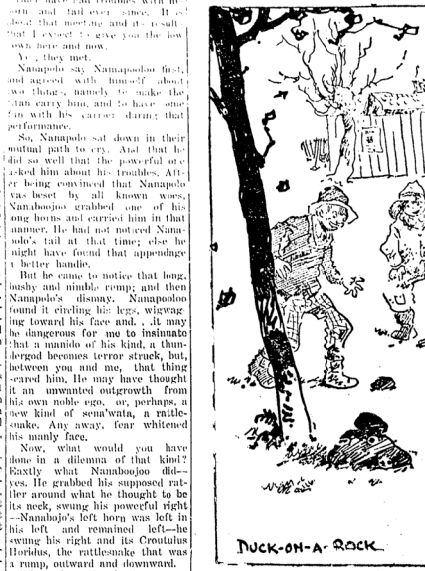 horn and tail ever since. It is
about that meeting and its result
that I expect to give you the low
down here and now.
Yes, they met.
Nanapolo say Namapoodoo first,
and agreed with himself about
two things, namely to make the
titan carry him, and to have some
fun with his carrier during that
performance.
So, Nanapolo sat down in their
mutual path to cry. And that he
did so well that the powerful one
asked him about his troubles. Aft-
er being convinced that Nanapolo
was beset by all known woes,
Nanaboojoo grabbed one of his
long horns and carried him in that
manner. He had not noticed Nana-
polo's tail at that time; else he
might have found that appendage
a better handle.
But he came to notice that long,
bushy and nimble rump; and then
Nanapolo's dismay. Nanapooloo
found it circling his legs, wigwag-
ing toward his face and. . .it may
be dangerous for me to insinuate
that a manido of his kind, a thun-
dergod becomes terror struck, but,
between you and me, that thing
scared him. He may have thought
it an unwanted outgrowth from
his own noble ego, or, perhaps, a
new kind of sena'wata, a rattle-
snake. Any away, fear whitened
his manly face.
Now, what would you have
done in a dilemna of that kind?
Eaxtly what Nanaboojoo did--
yes. He grabbed his supposed rat-
tler around what he thought to be
its neck, swung his powerful right
--Nanabojo's left horn was left in
his left and remained left—he
swung his right and its Croutulus
Horidus, the rattlesnake that was
a rump, outward and downward.
DUCK-ON-A-ROCK